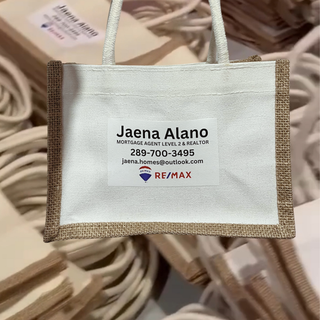 Jaena Alano
MORTGAGE AGENT LEVEL 2 & REALTOR
289-700-3495
jaena.homes@outlook.com
RE/MAX